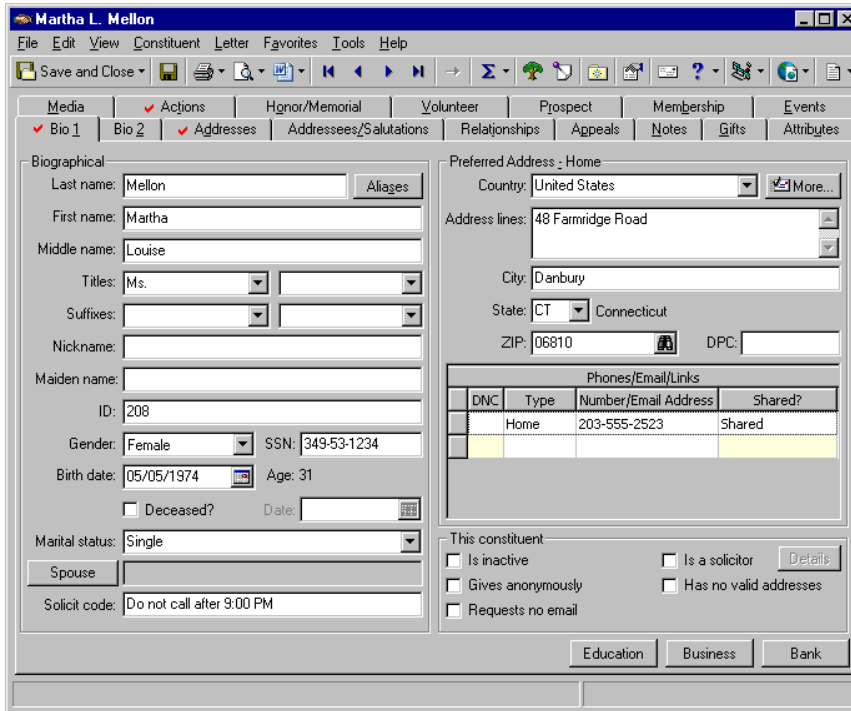 Martha L. Mellon
File Edit View Constituent Letter Favorites Tools Help
Save and Close
Media Actions Honor/Memorial Volunteer Prospect Membership Events
Bio 1 Bio 2 Addresses Addressees/Salutations Relationships Appeals Notes Gifts Attributes
Biographical
Last name: Mellon Aliases
First name: Martha
Middle name: Louise
Titles: Ms.
Suffixes:
Nickname:
Maiden name:
ID: 208
Gender: Female SSN: 349-53-1234
Birth date: 05/05/1974 Age: 31
Deceased? Date:
Marital status: Single
Spouse
Solicit code: Do not call after 9:00 PM
Preferred Address - Home
Country: United States More...
Address lines: 48 Farmridge Road
City: Danbury
State: CT Connecticut
ZIP: 06810 DPC:
Phones/Email/Links
DNC Type Number/Email Address Shared?
Home 203-555-2523 Shared
This constituent
Is inactive Is a solicitor Details
Gives anonymously Has no valid addresses
Requests no email
Education Business Bank